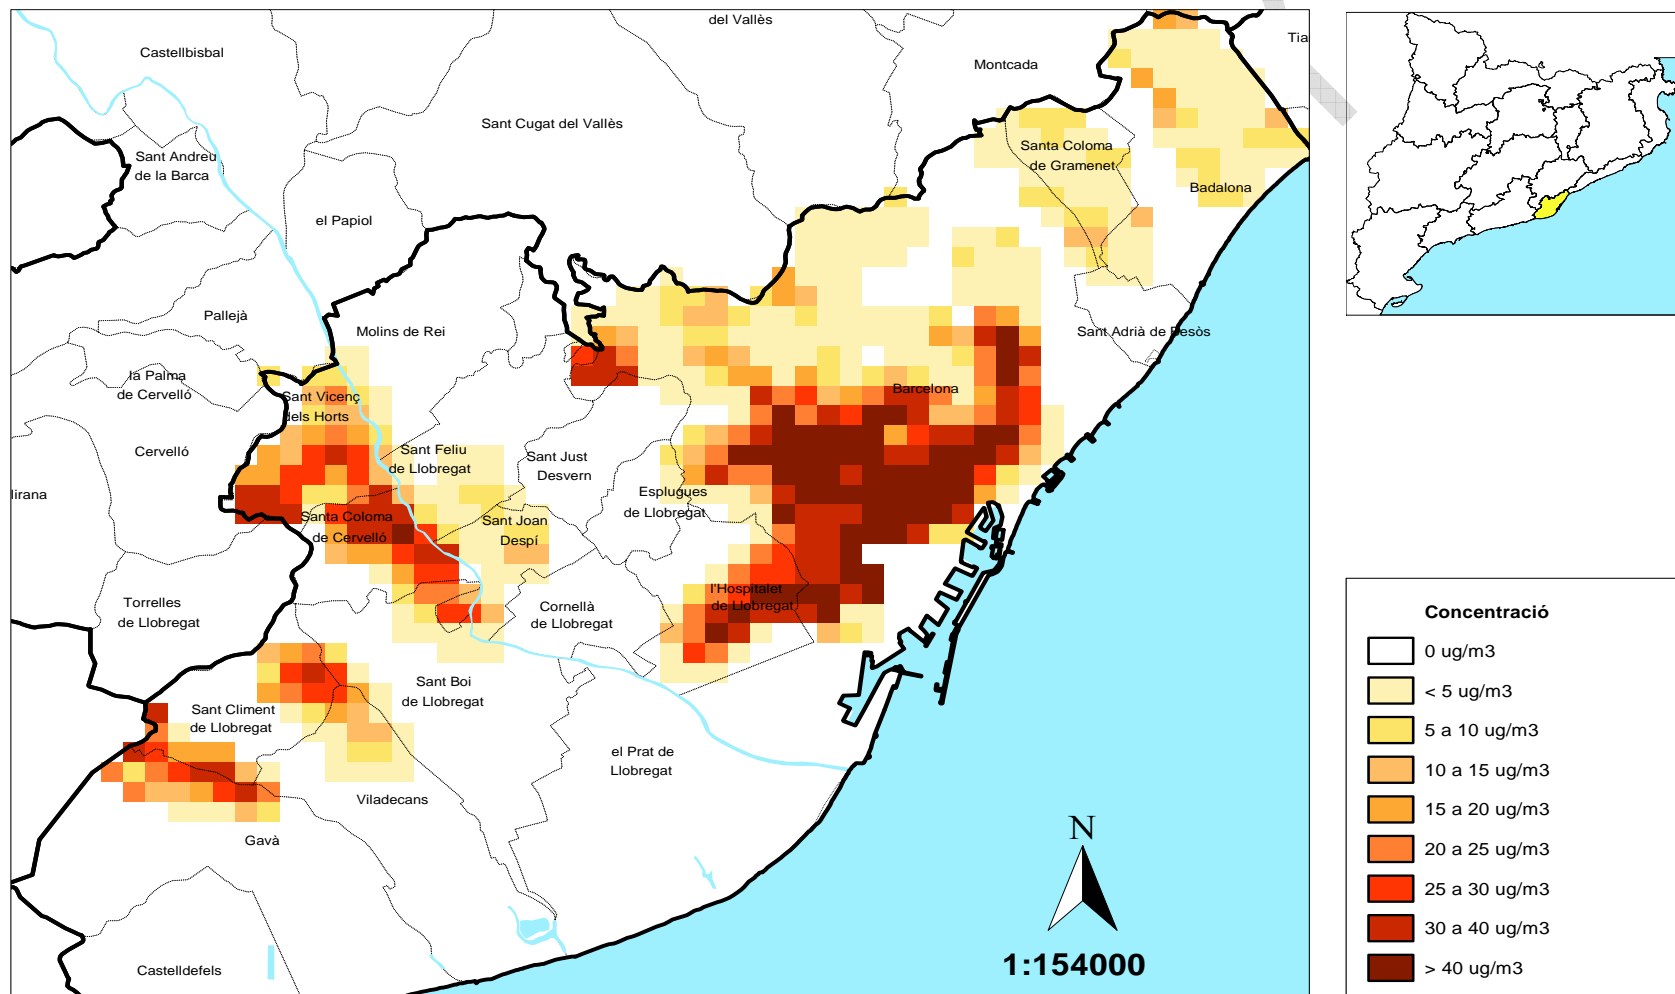 del Vallès
Tia
Castellbisbal
Montcada
Sant Cugat del Vallès
Santa Coloma
de Gramenet
Sant Andreu
de la Barca
Badalona
el Papiol
Pallejà
Molins de Rei
Sant Adrià de Besòs
la Palma
de Cervelló
Barcelona
Sant Vicenç
dels Horts
Cervelló
Sant Feliu
de Llobregat
Sant Just
Desvern
lirana
Esplugues
de Llobregat
Santa Coloma
de Cervelló
Sant Joan
Despí
l'Hospitalet
de Llobregat
Torrelles
de Llobregat
Cornellà
de Llobregat
Sant Boi
de Llobregat
Sant Climent
de Llobregat
el Prat de
Llobregat
Viladecans
Gavà
Castelldefels
N
1:154000
Concentració
0 ug/m3
< 5 ug/m3
5 a 10 ug/m3
10 a 15 ug/m3
15 a 20 ug/m3
20 a 25 ug/m3
25 a 30 ug/m3
30 a 40 ug/m3
> 40 ug/m3